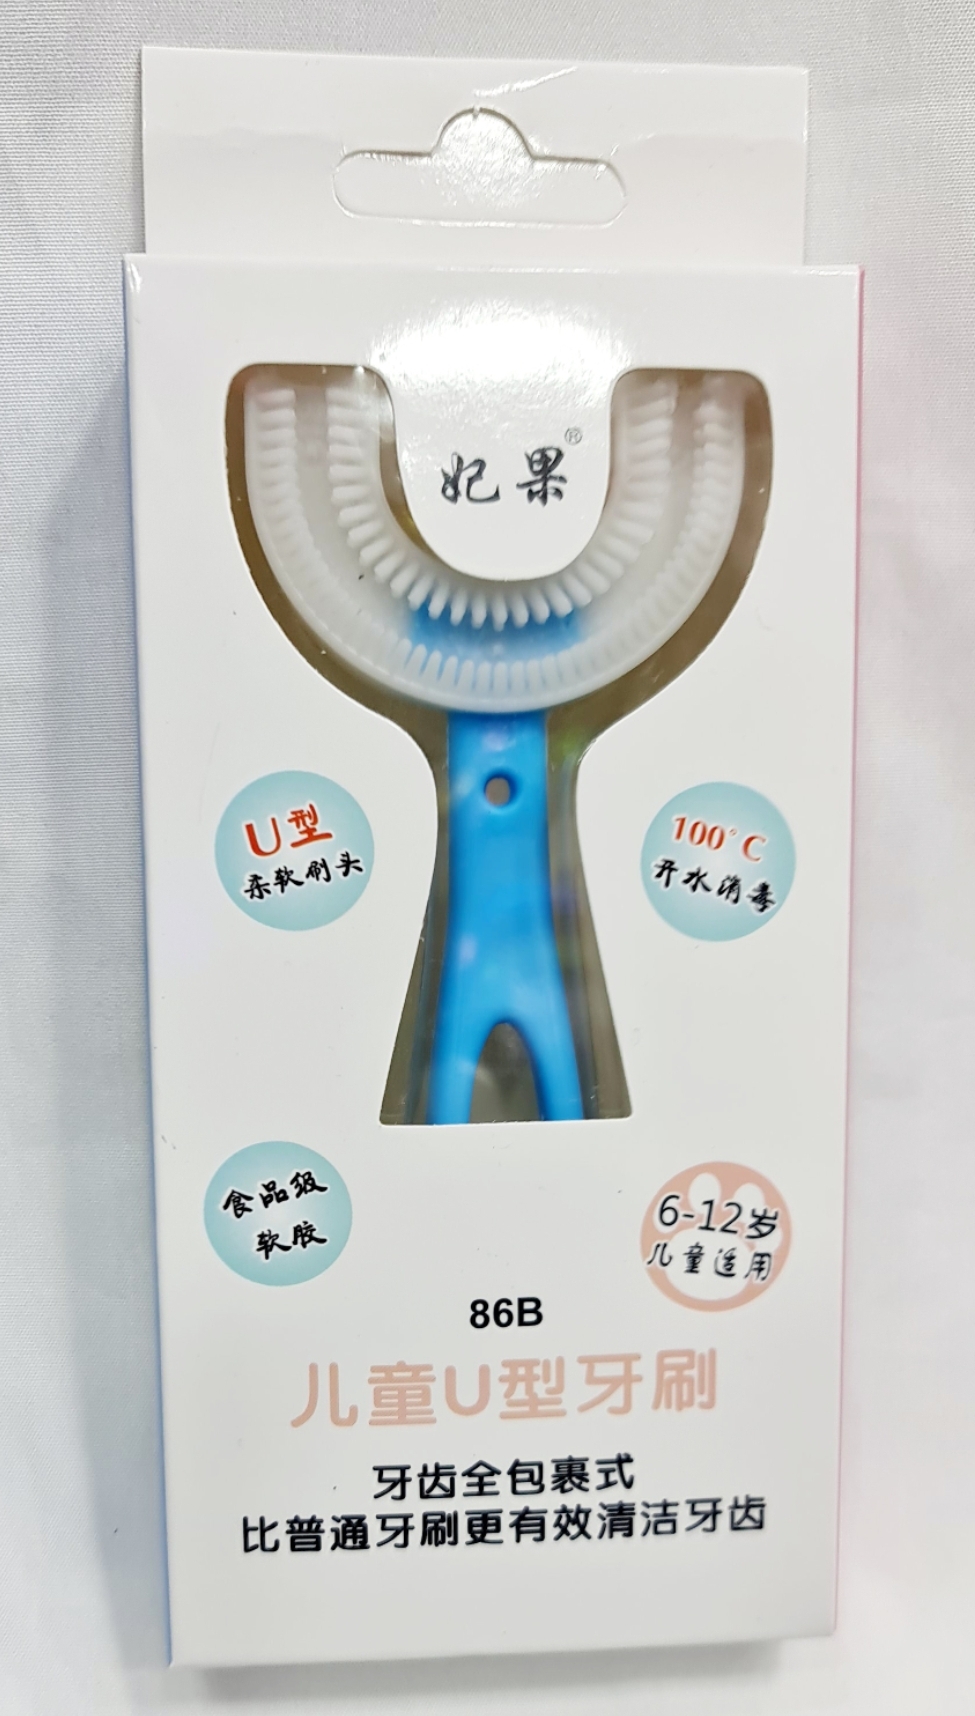 妃果®
U型
柔软刷头
100°C
开水消毒
食品级
软胶
6-12岁
儿童适用
86B
儿童U型牙刷
牙齿全包裹式
比普通牙刷更有效清洁牙齿